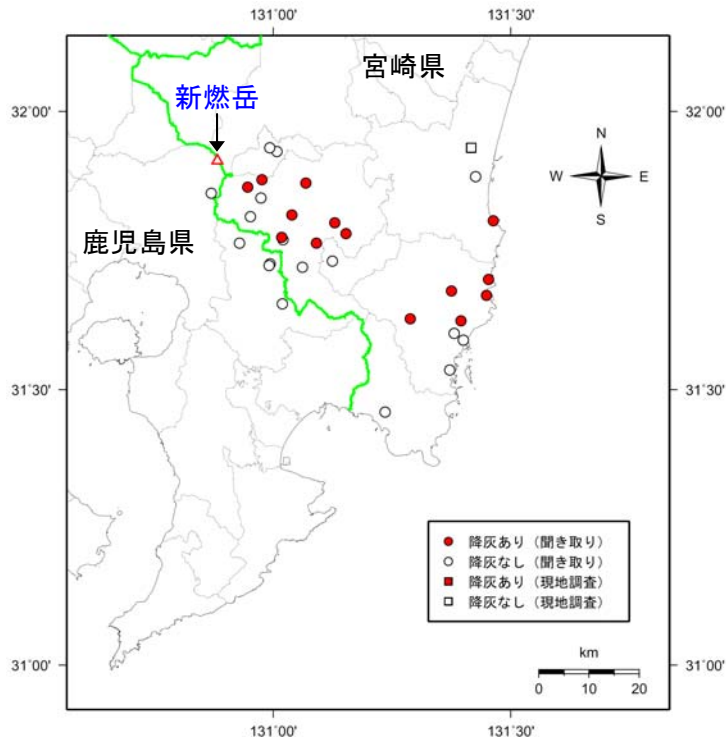 131°00' 131°30'
宮崎県
32°00' 32°00'
新燃岳
N
W E
S
鹿児島県
31°30' 31°30'
降灰あり（聞き取り）
降灰なし（聞き取り）
降灰あり（現地調査）
降灰なし（現地調査）
km
0 10 20
31°00' 31°00'
131°00' 131°30'